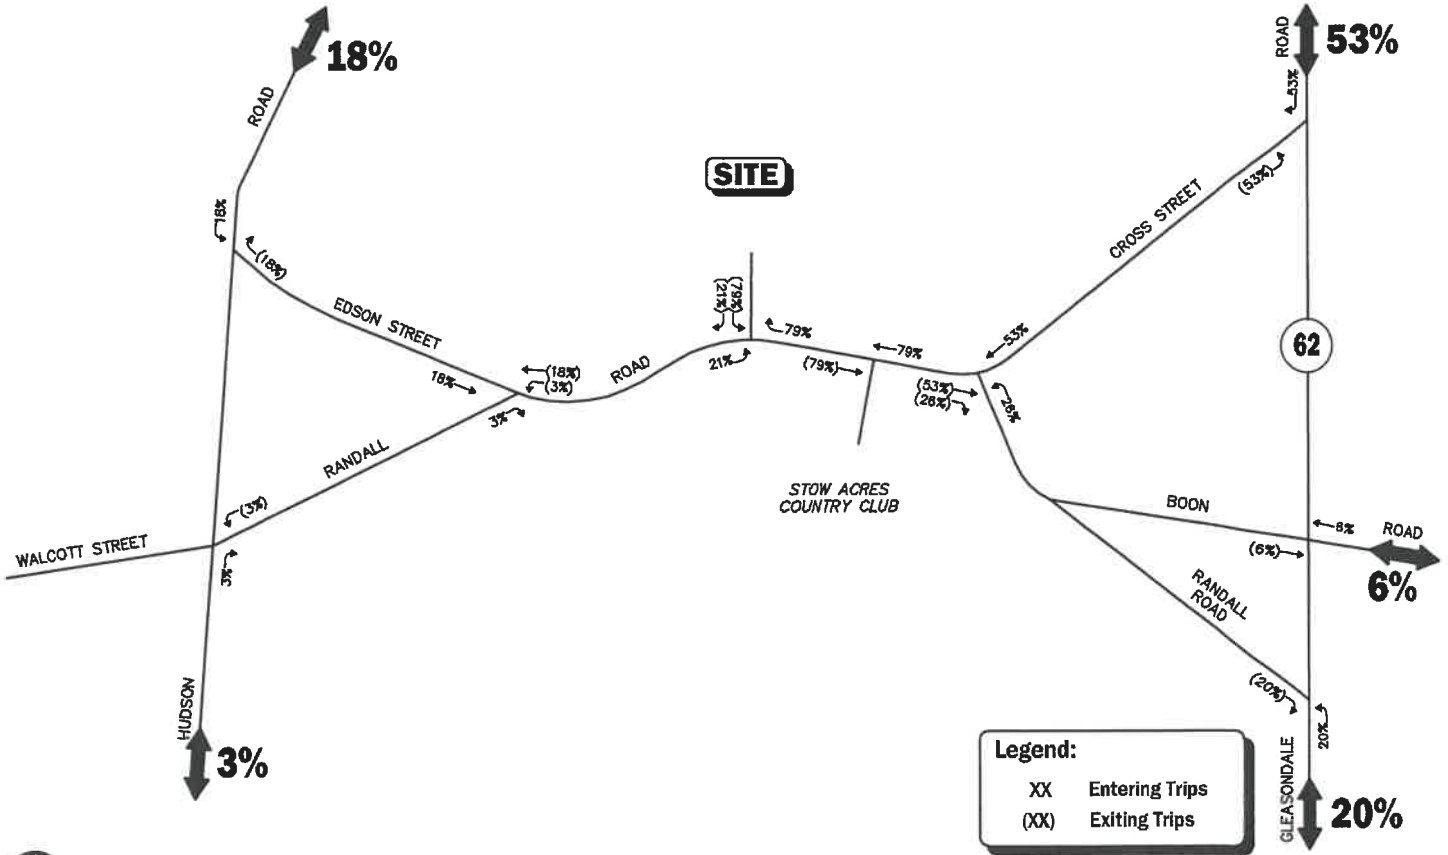 18%
53%
ROAD
ROAD
53%
SITE
(53%)
CROSS STREET
18%
(18%)
EDSON STREET
(79%)
(21%)
79%
79%
53%
62
21%
(79%)
ROAD
(18%)
(3%)
18%
(53%)
(26%)
26%
3%
RANDALL
STOW ACRES
COUNTRY CLUB
(3%)
BOON
6%
ROAD
WALCOTT STREET
(6%)
3%
6%
RANDALL
ROAD
(20%)
20%
HUDSON
3%
GLEASONDALE
20%
Legend:
XX Entering Trips
(XX) Exiting Trips